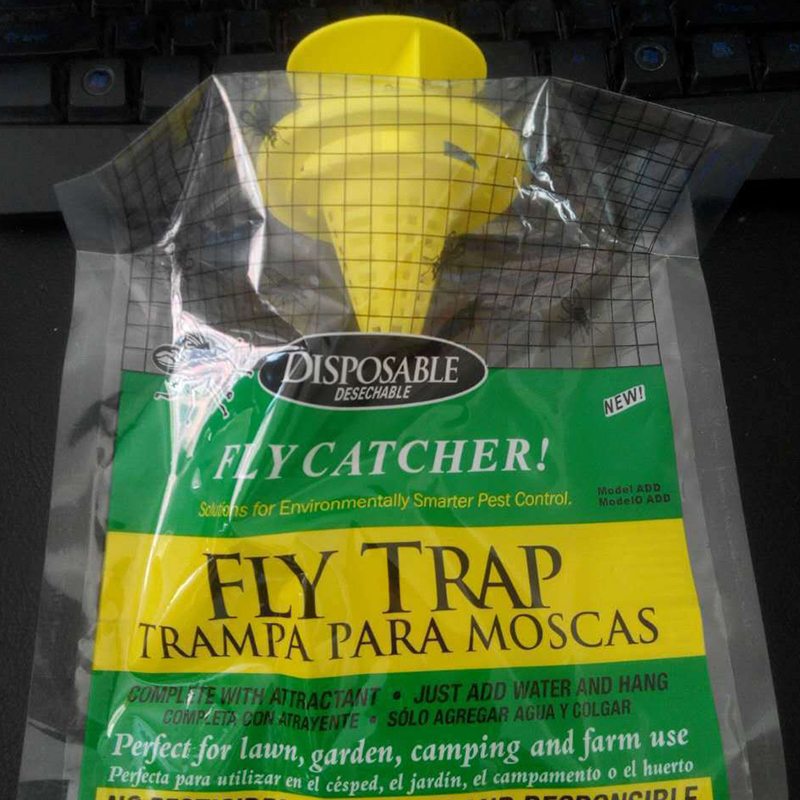 DISPOSABLE
DESECHABLE
NEW!
FLY CATCHER!
Solutions for Environmentally Smarter Pest Control.
Model ADD
ModelO ADD
FLY TRAP
TRAMPA PARA MOSCAS
COMPLETE WITH ATTRACTANT • JUST ADD WATER AND HANG
COMPLETA CON ATRAYENTE • SÓLO AGREGAR AGUA Y COLGAR
Perfect for lawn, garden, camping and farm use
Perfecta para utilizar en el césped, el jardín, el campamento o el huerto